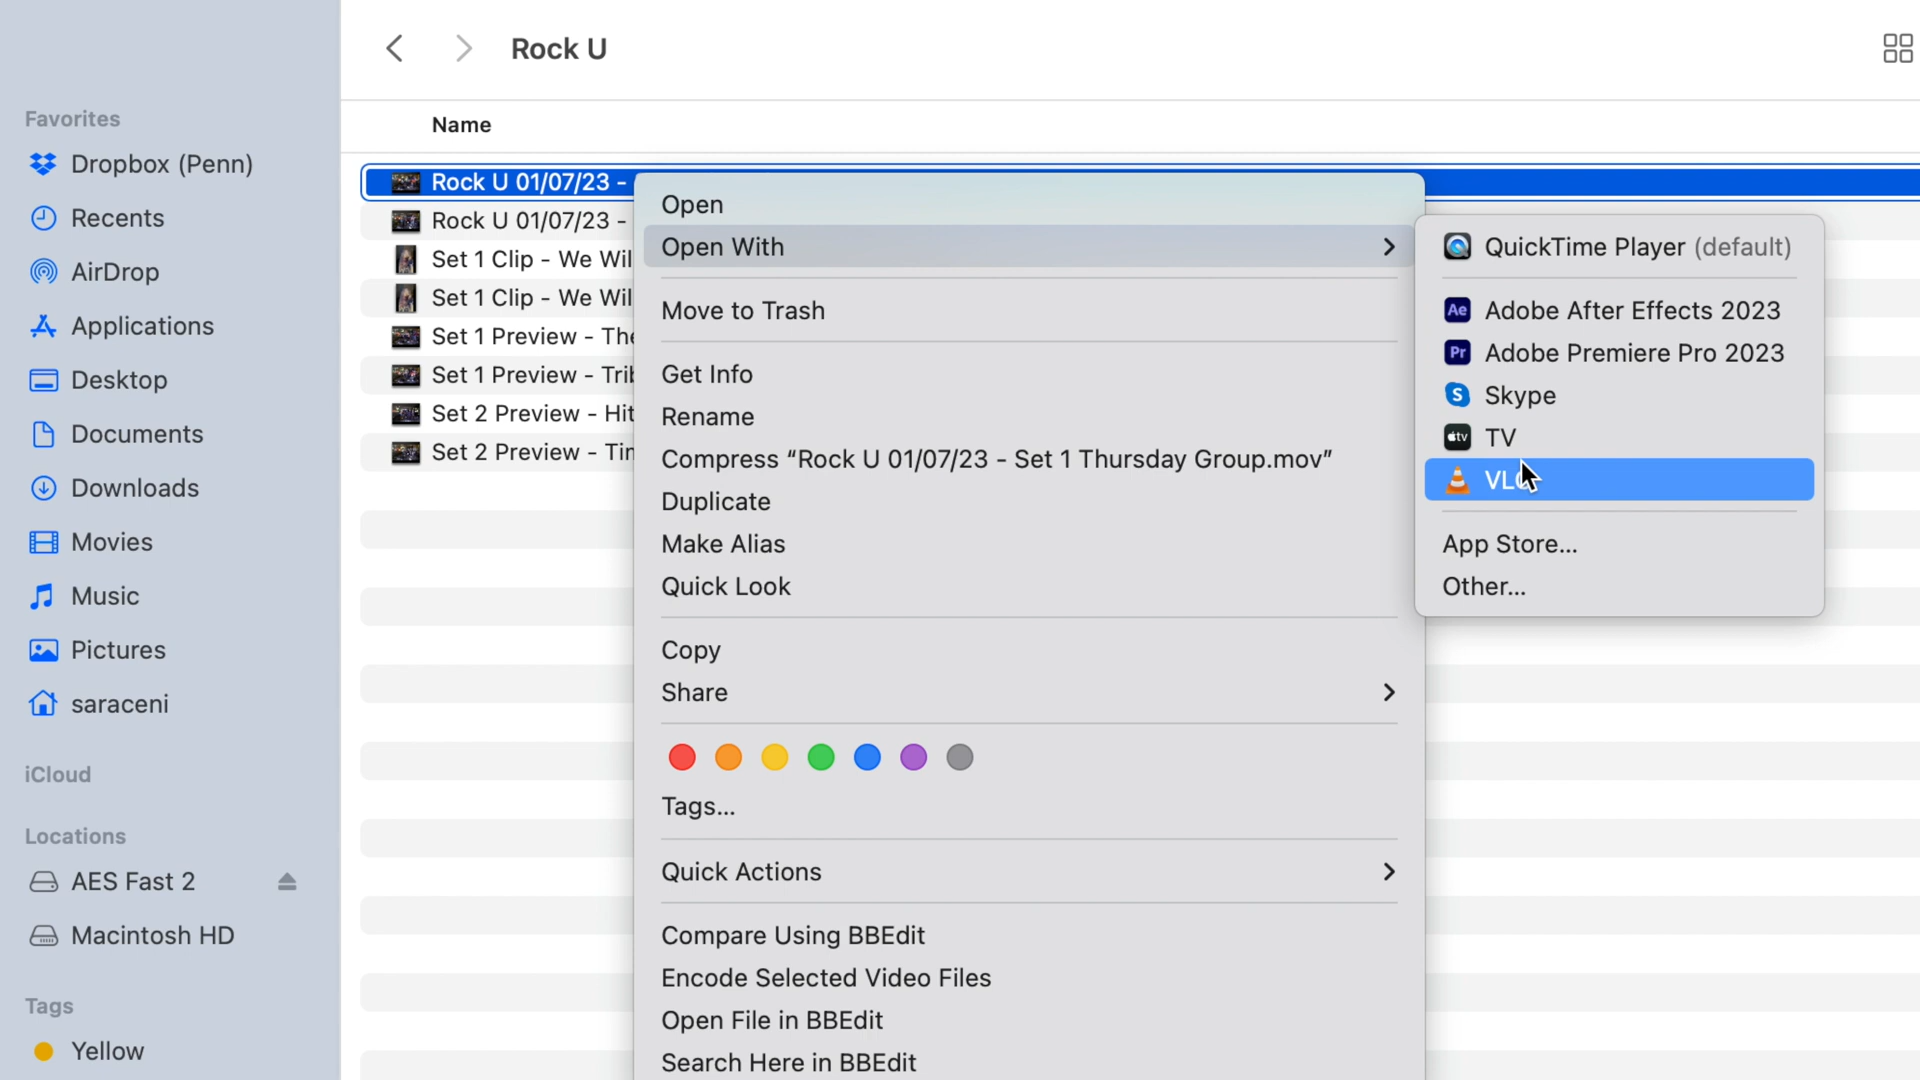 Rock U
Favorites
Dropbox (Penn)
Recents
AirDrop
Applications
Desktop
Documents
Downloads
Movies
Music
Pictures
saraceni
iCloud
Locations
AES Fast 2
Macintosh HD
Tags
Yellow
Name
Rock U 01/07/23 -
Rock U 01/07/23 -
Set 1 Clip - We Wil
Set 1 Clip - We Wil
Set 1 Preview - The
Set 1 Preview - Trib
Set 2 Preview - Hit
Set 2 Preview - Tim
Open
Open With
Move to Trash
Get Info
Rename
Compress “Rock U 01/07/23 - Set 1 Thursday Group.mov”
Duplicate
Make Alias
Quick Look
Copy
Share
Tags...
Quick Actions
Compare Using BBEdit
Encode Selected Video Files
Open File in BBEdit
Search Here in BBEdit
QuickTime Player (default)
Ae Adobe After Effects 2023
Pr Adobe Premiere Pro 2023
S Skype
tv TV
VLC
App Store...
Other...